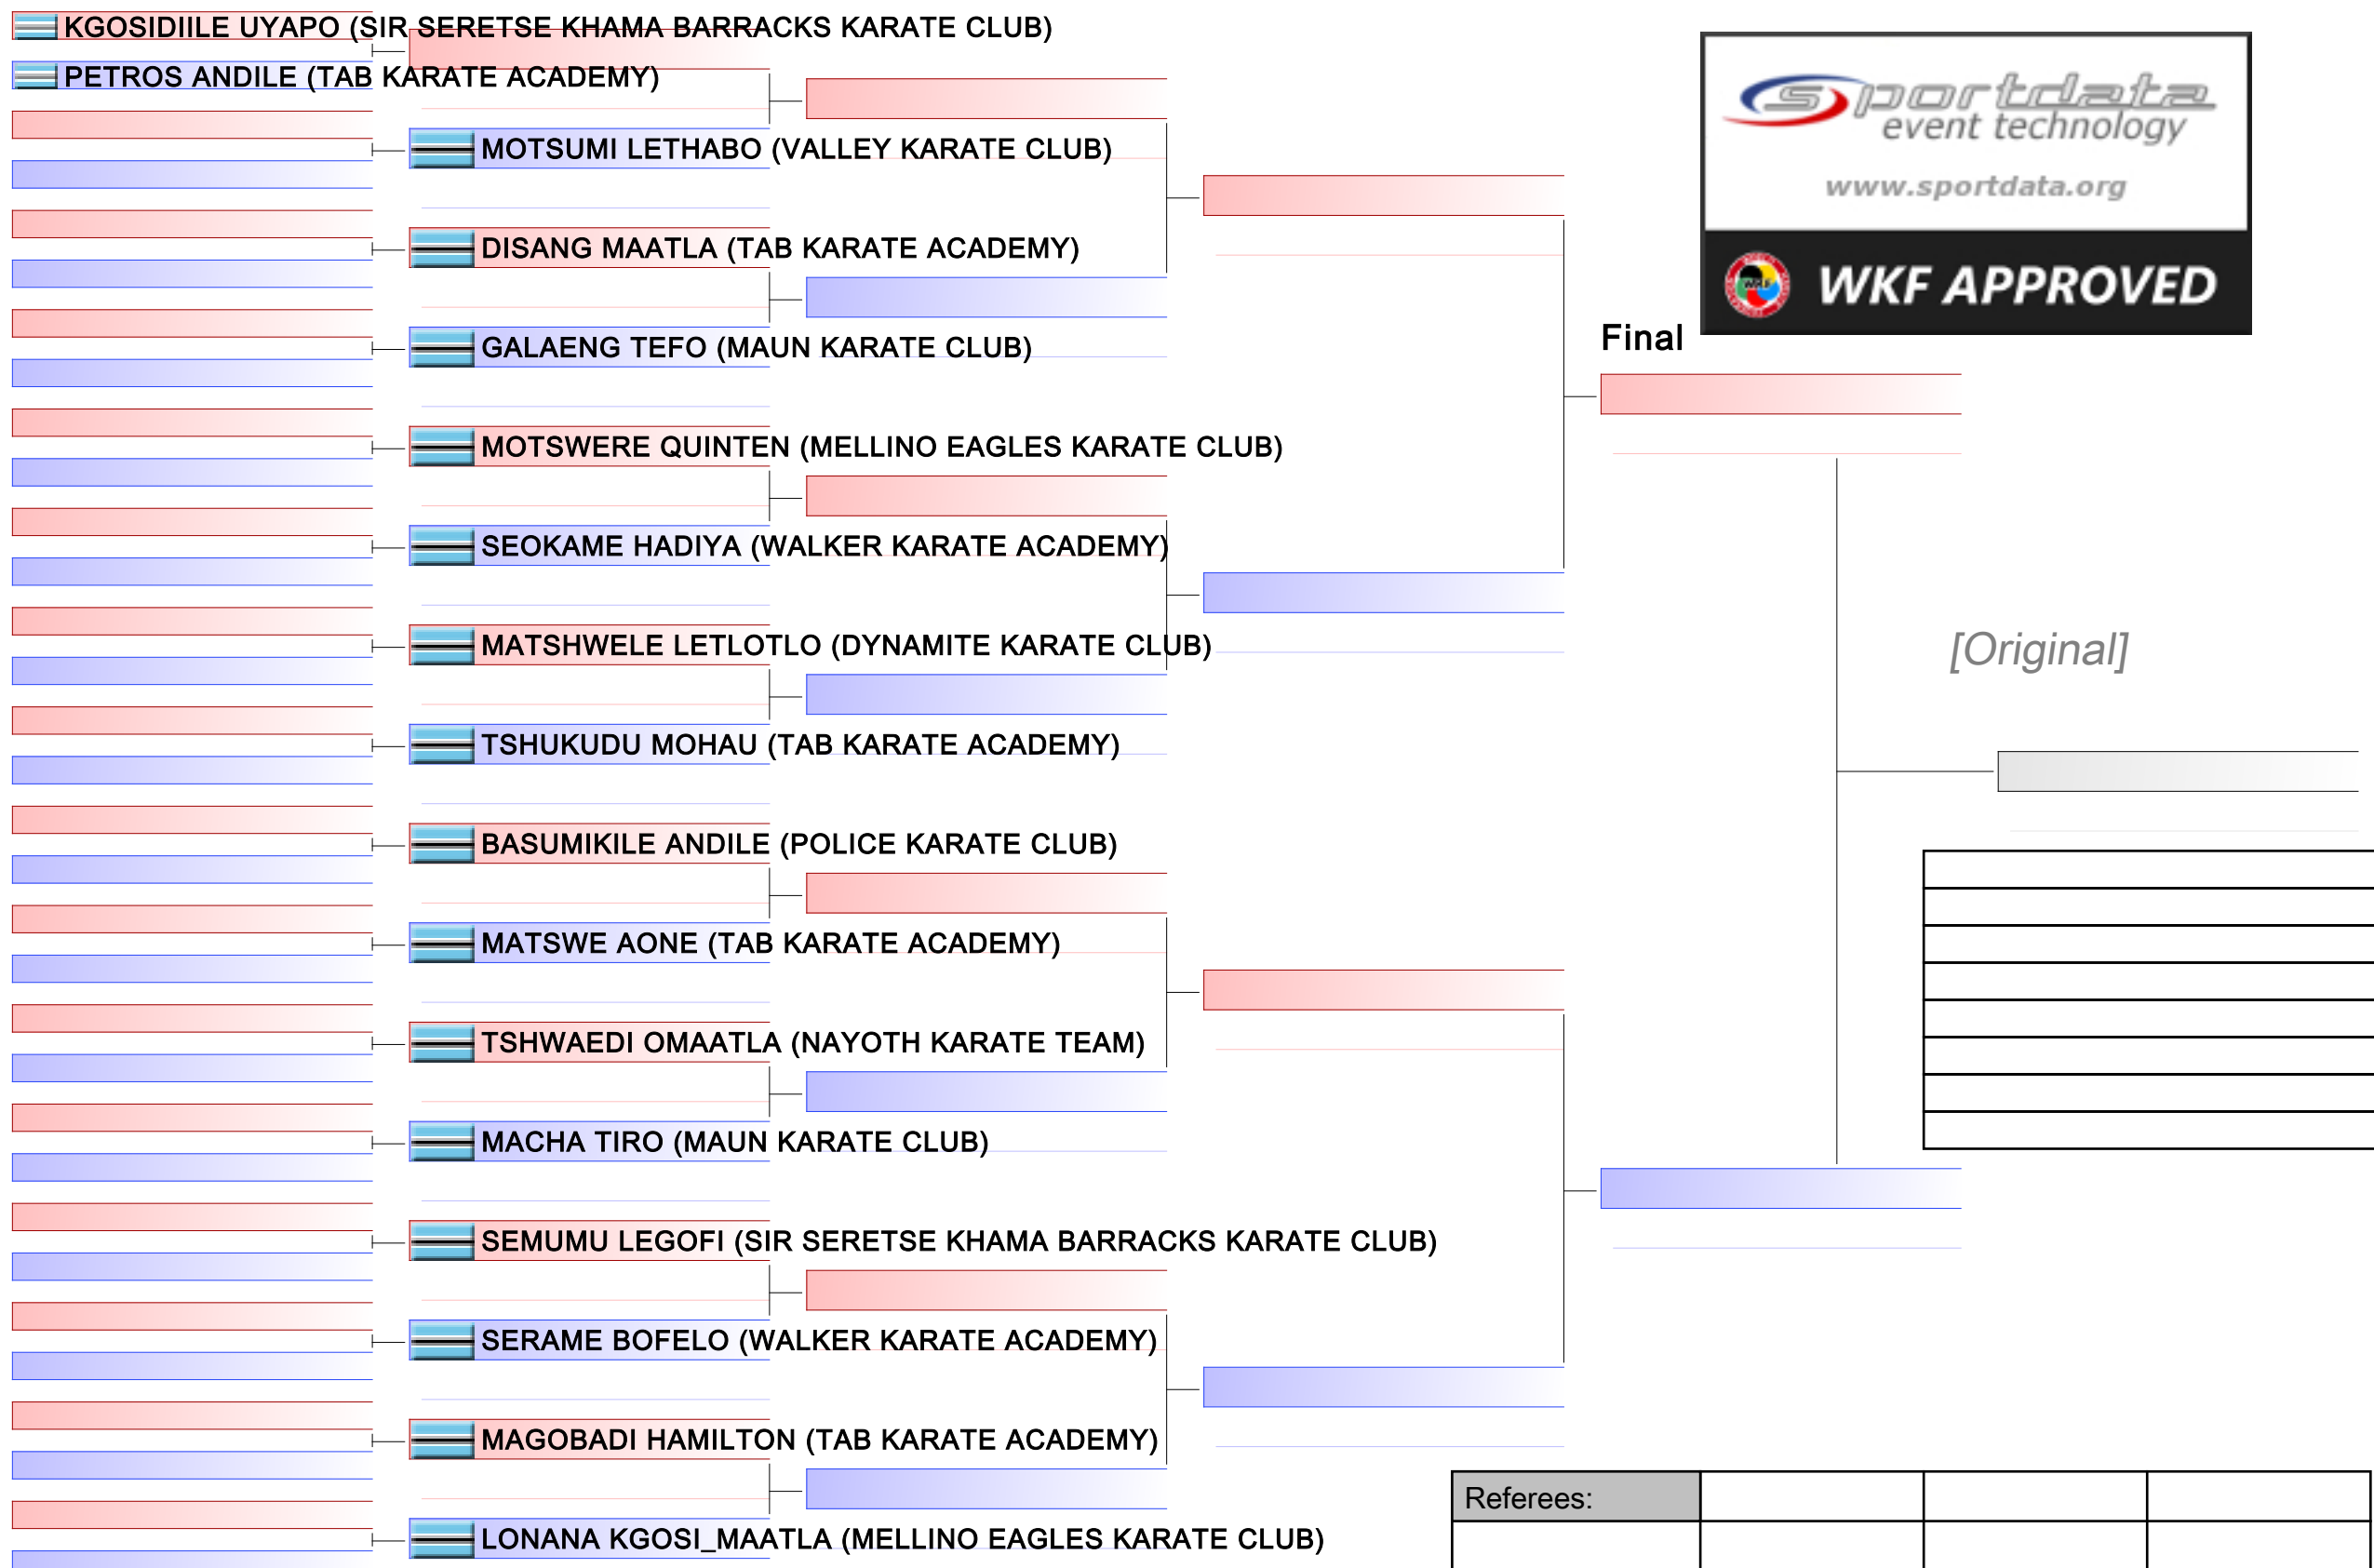 KGOSIDIILE UYAPO (SIR SERETSE KHAMA BARRACKS KARATE CLUB)
PETROS ANDILE (TAB KARATE ACADEMY)
MOTSUMI LETHABO (VALLEY KARATE CLUB)
DISANG MAATLA (TAB KARATE ACADEMY)
GALAENG TEFO (MAUN KARATE CLUB)
MOTSWERE QUINTEN (MELLINO EAGLES KARATE CLUB)
SEOKAME HADIYA (WALKER KARATE ACADEMY)
MATSHWELE LETLOTLO (DYNAMITE KARATE CLUB)
TSHUKUDU MOHAU (TAB KARATE ACADEMY)
BASUMIKILE ANDILE (POLICE KARATE CLUB)
MATSWE AONE (TAB KARATE ACADEMY)
TSHWAEDI OMAATLA (NAYOTH KARATE TEAM)
MACHA TIRO (MAUN KARATE CLUB)
SEMUMU LEGOFI (SIR SERETSE KHAMA BARRACKS KARATE CLUB)
SERAME BOFELO (WALKER KARATE ACADEMY)
MAGOBADI HAMILTON (TAB KARATE ACADEMY)
LONANA KGOSI_MAATLA (MELLINO EAGLES KARATE CLUB)
sportdata
event technology
www.sportdata.org
WKF
WKF APPROVED
Final
[Original]
Referees: